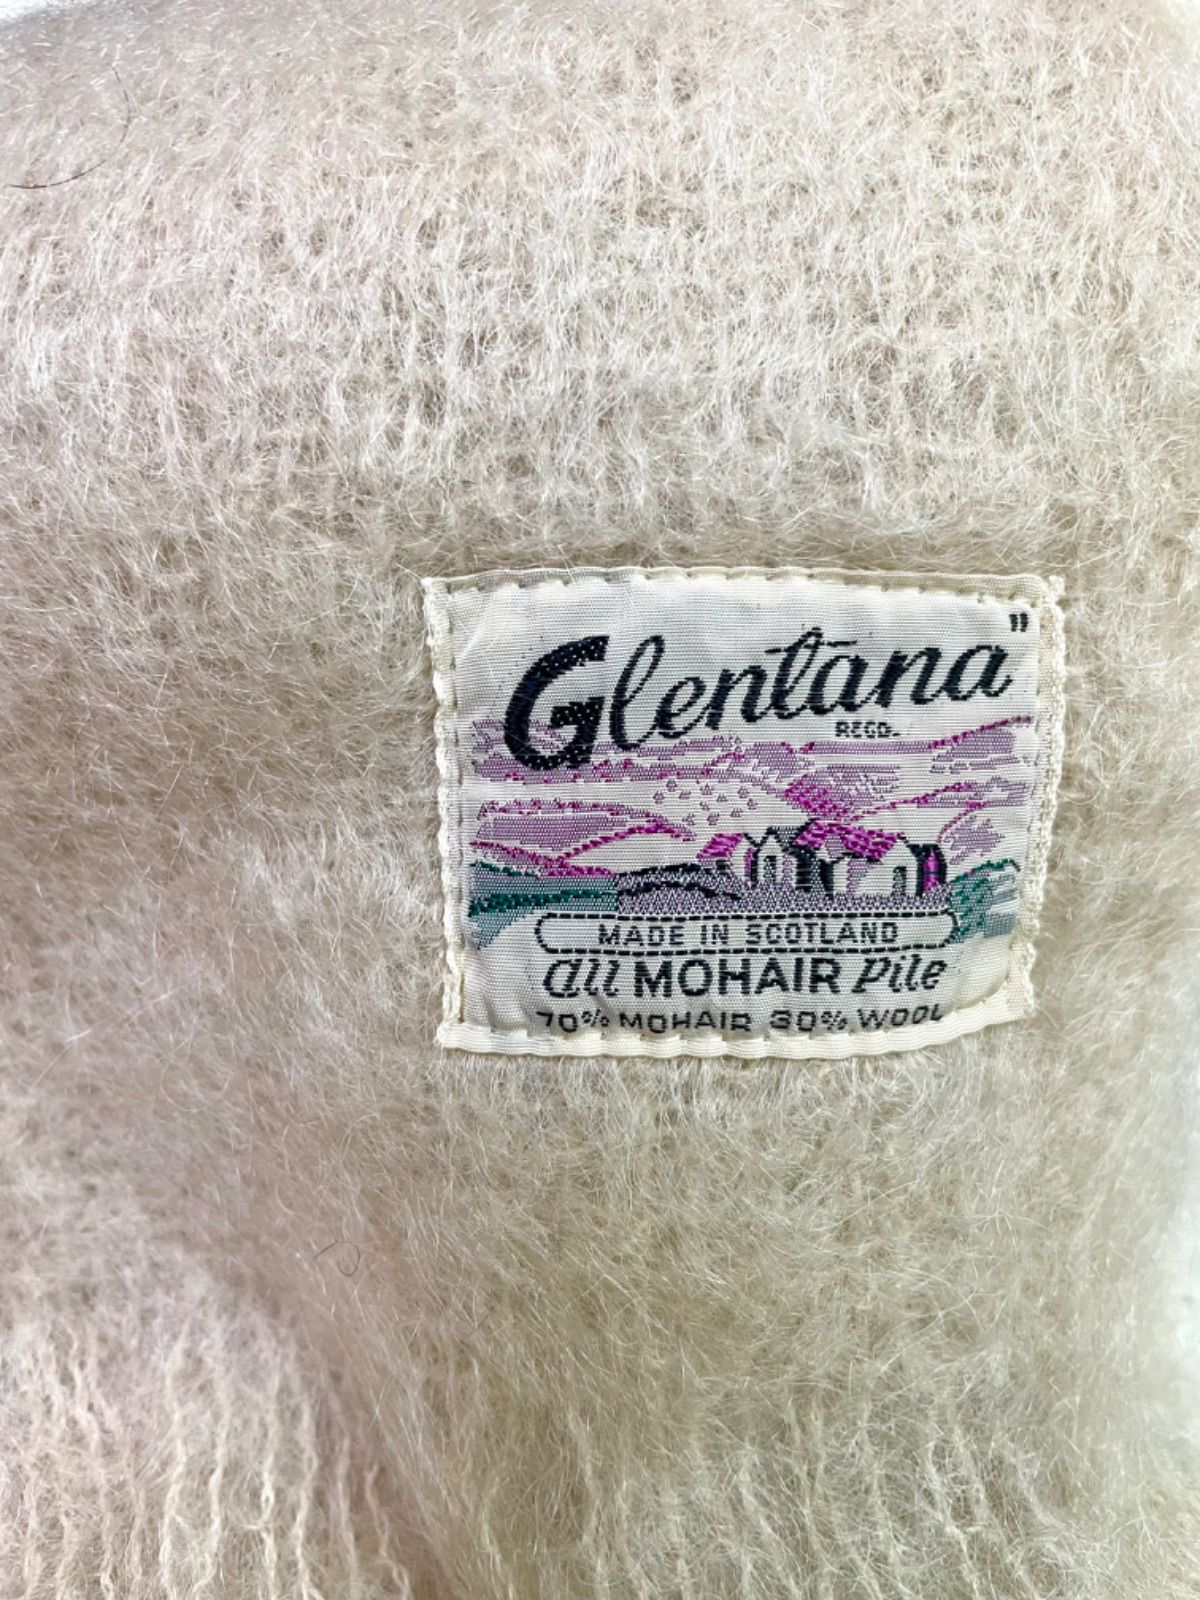 Glentana"
REGD.
MADE IN SCOTLAND
all MOHAIR Pile
70% MOHAIR 30% WOOL